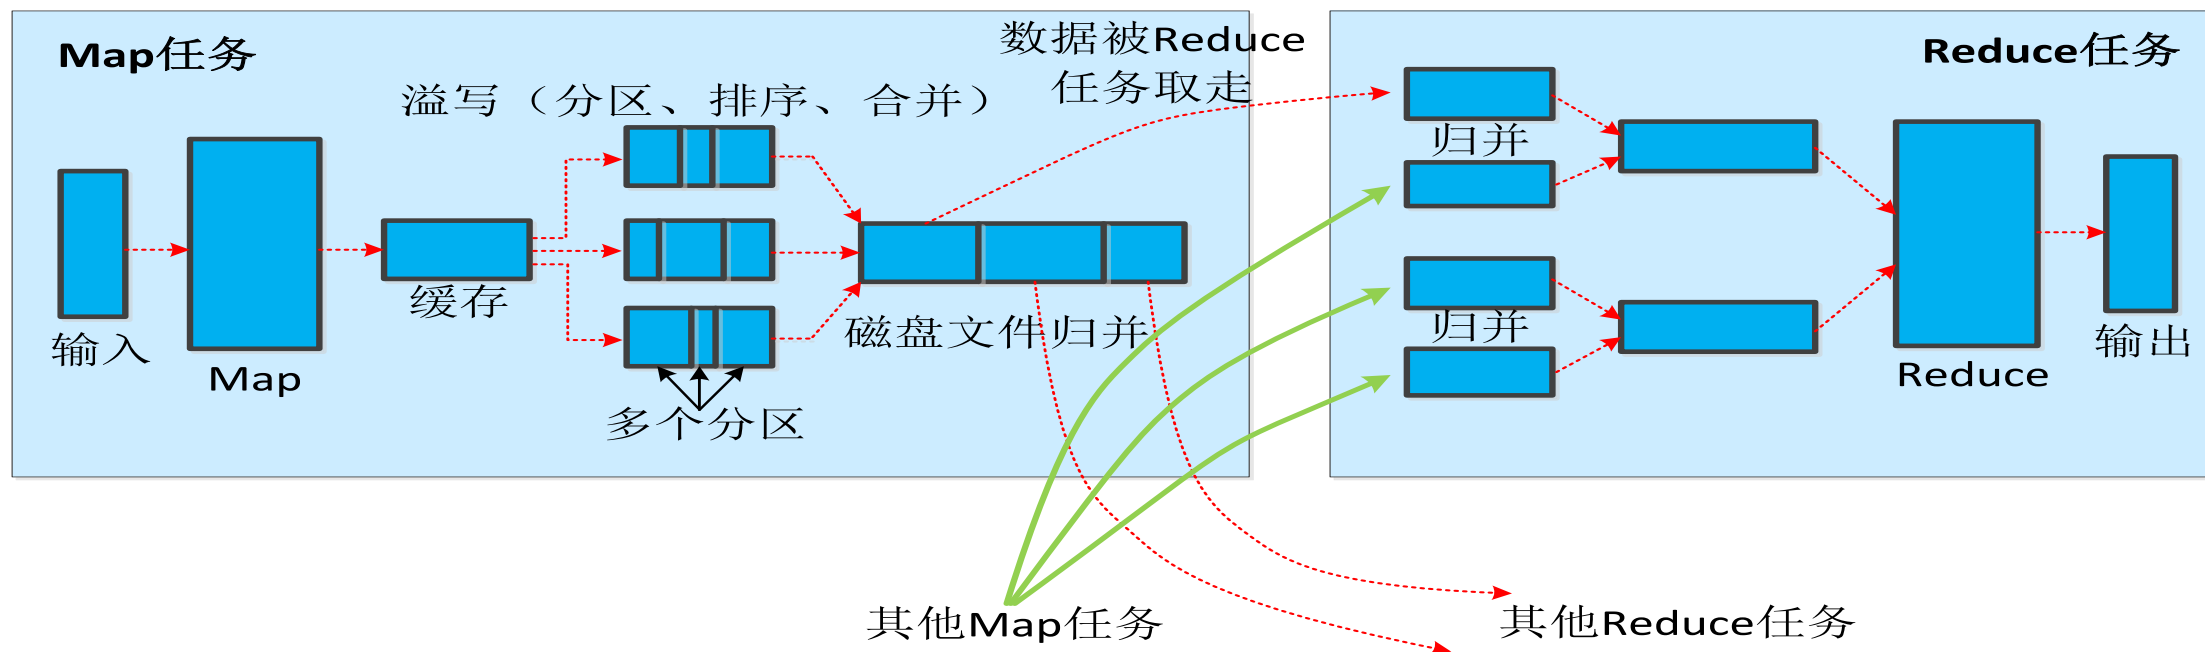 Map任务
溢写（分区、排序、合并）
数据被Reduce
任务取走
输入
Map
缓存
多个分区
磁盘文件归并
Reduce任务
归并
归并
Reduce
输出
其他Map任务
其他Reduce任务